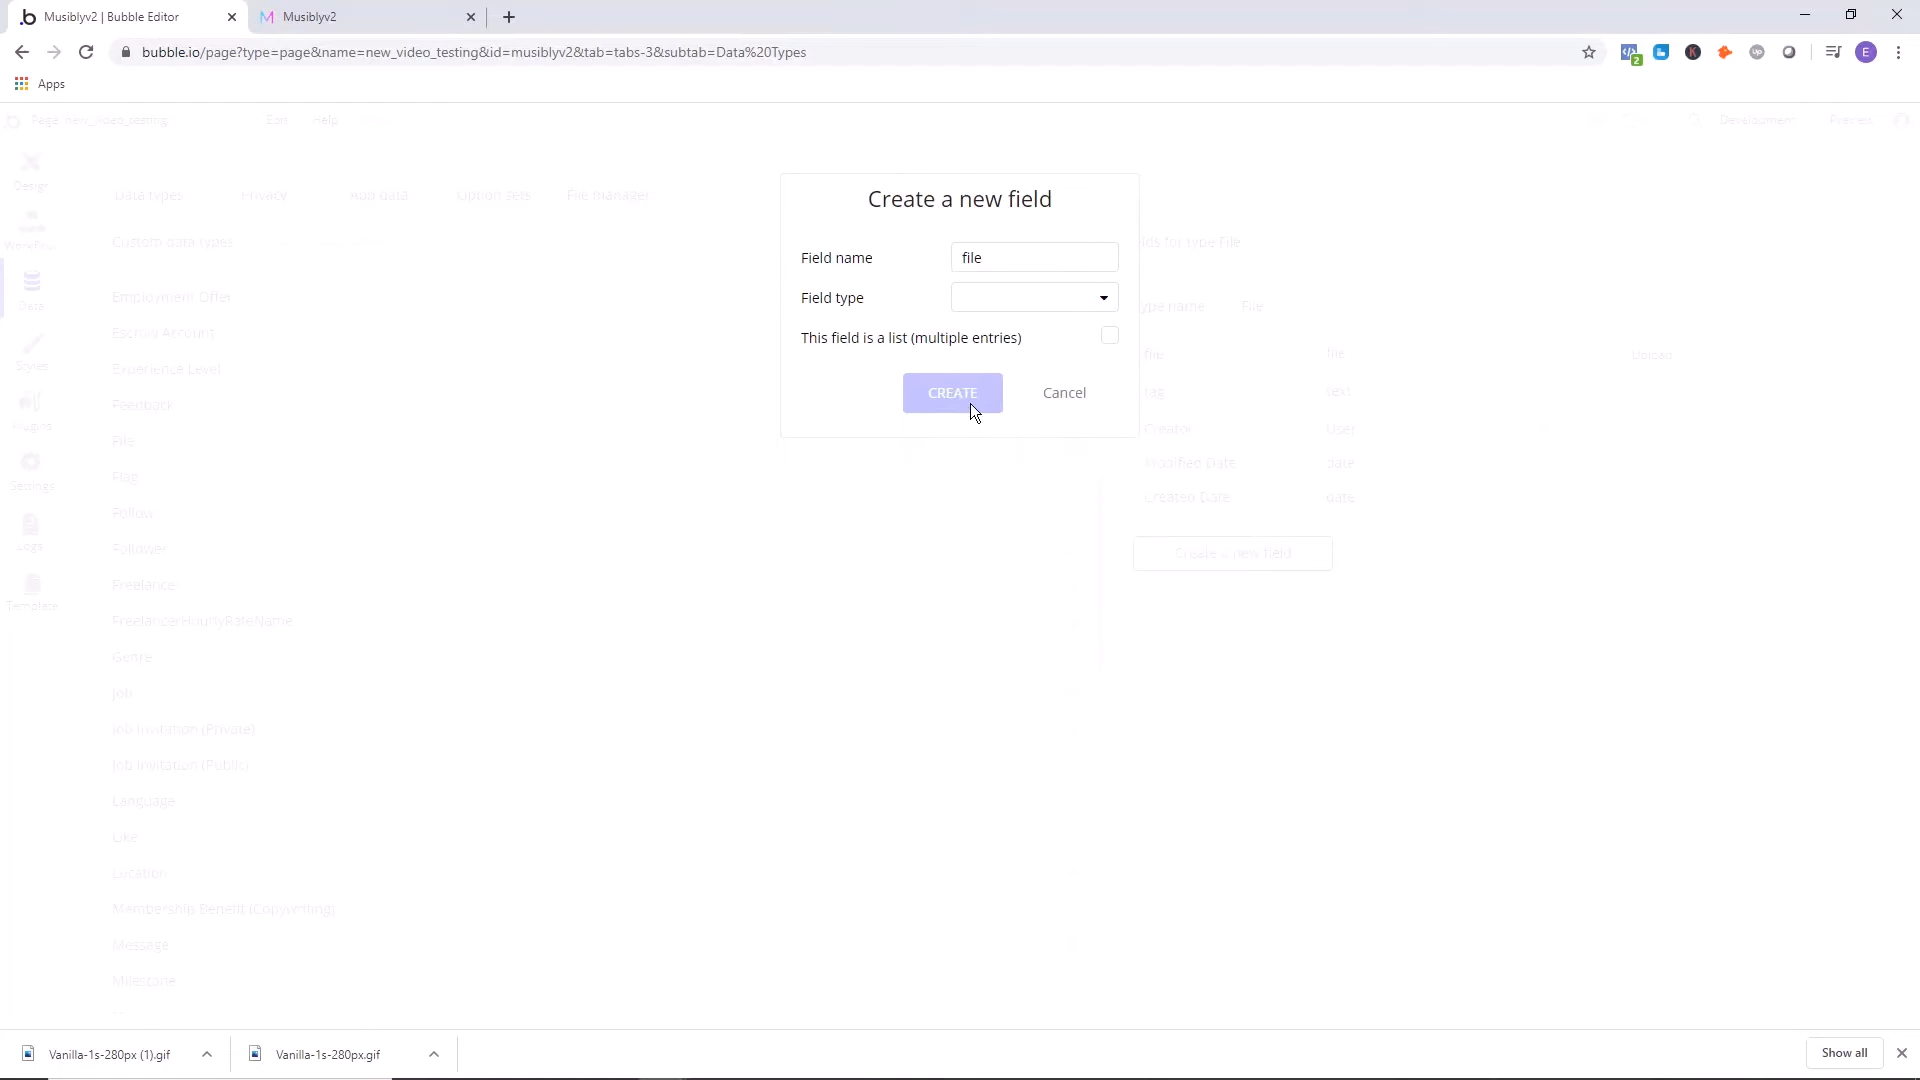 Musiblyv2 | Bubble Editor
Musiblyv2
bubble.io/page?type=page&name=new_video_testing&id=musiblyv2&tab=tabs-3&subtab=Data%20Types
2
E
Apps
Page: new_video_testing
Edit
Help
Development
Preview
Design
Workflow
Data
Styles
Plugins
Settings
Logs
Template
Data types
Privacy
App data
Option sets
File manager
Custom data types
Employment Offer
Escrow Account
Experience Level
Feedback
File
Flag
Follow
Follower
Freelancer
FreelancerHourlyRateName
Genre
Job
Job Invitation (Private)
Job Invitation (Public)
Language
Like
Location
Membership Benefit (Copywriting)
Message
Milestone
Create a new field
Field name
file
Field type
This field is a list (multiple entries)
CREATE
Cancel
ds for type File
ype name
File
file
file
Upload
tag
text
Creator
User
Modified Date
date
Created Date
date
Create a new field
Vanilla-1s-280px (1).gif
Vanilla-1s-280px.gif
Show all